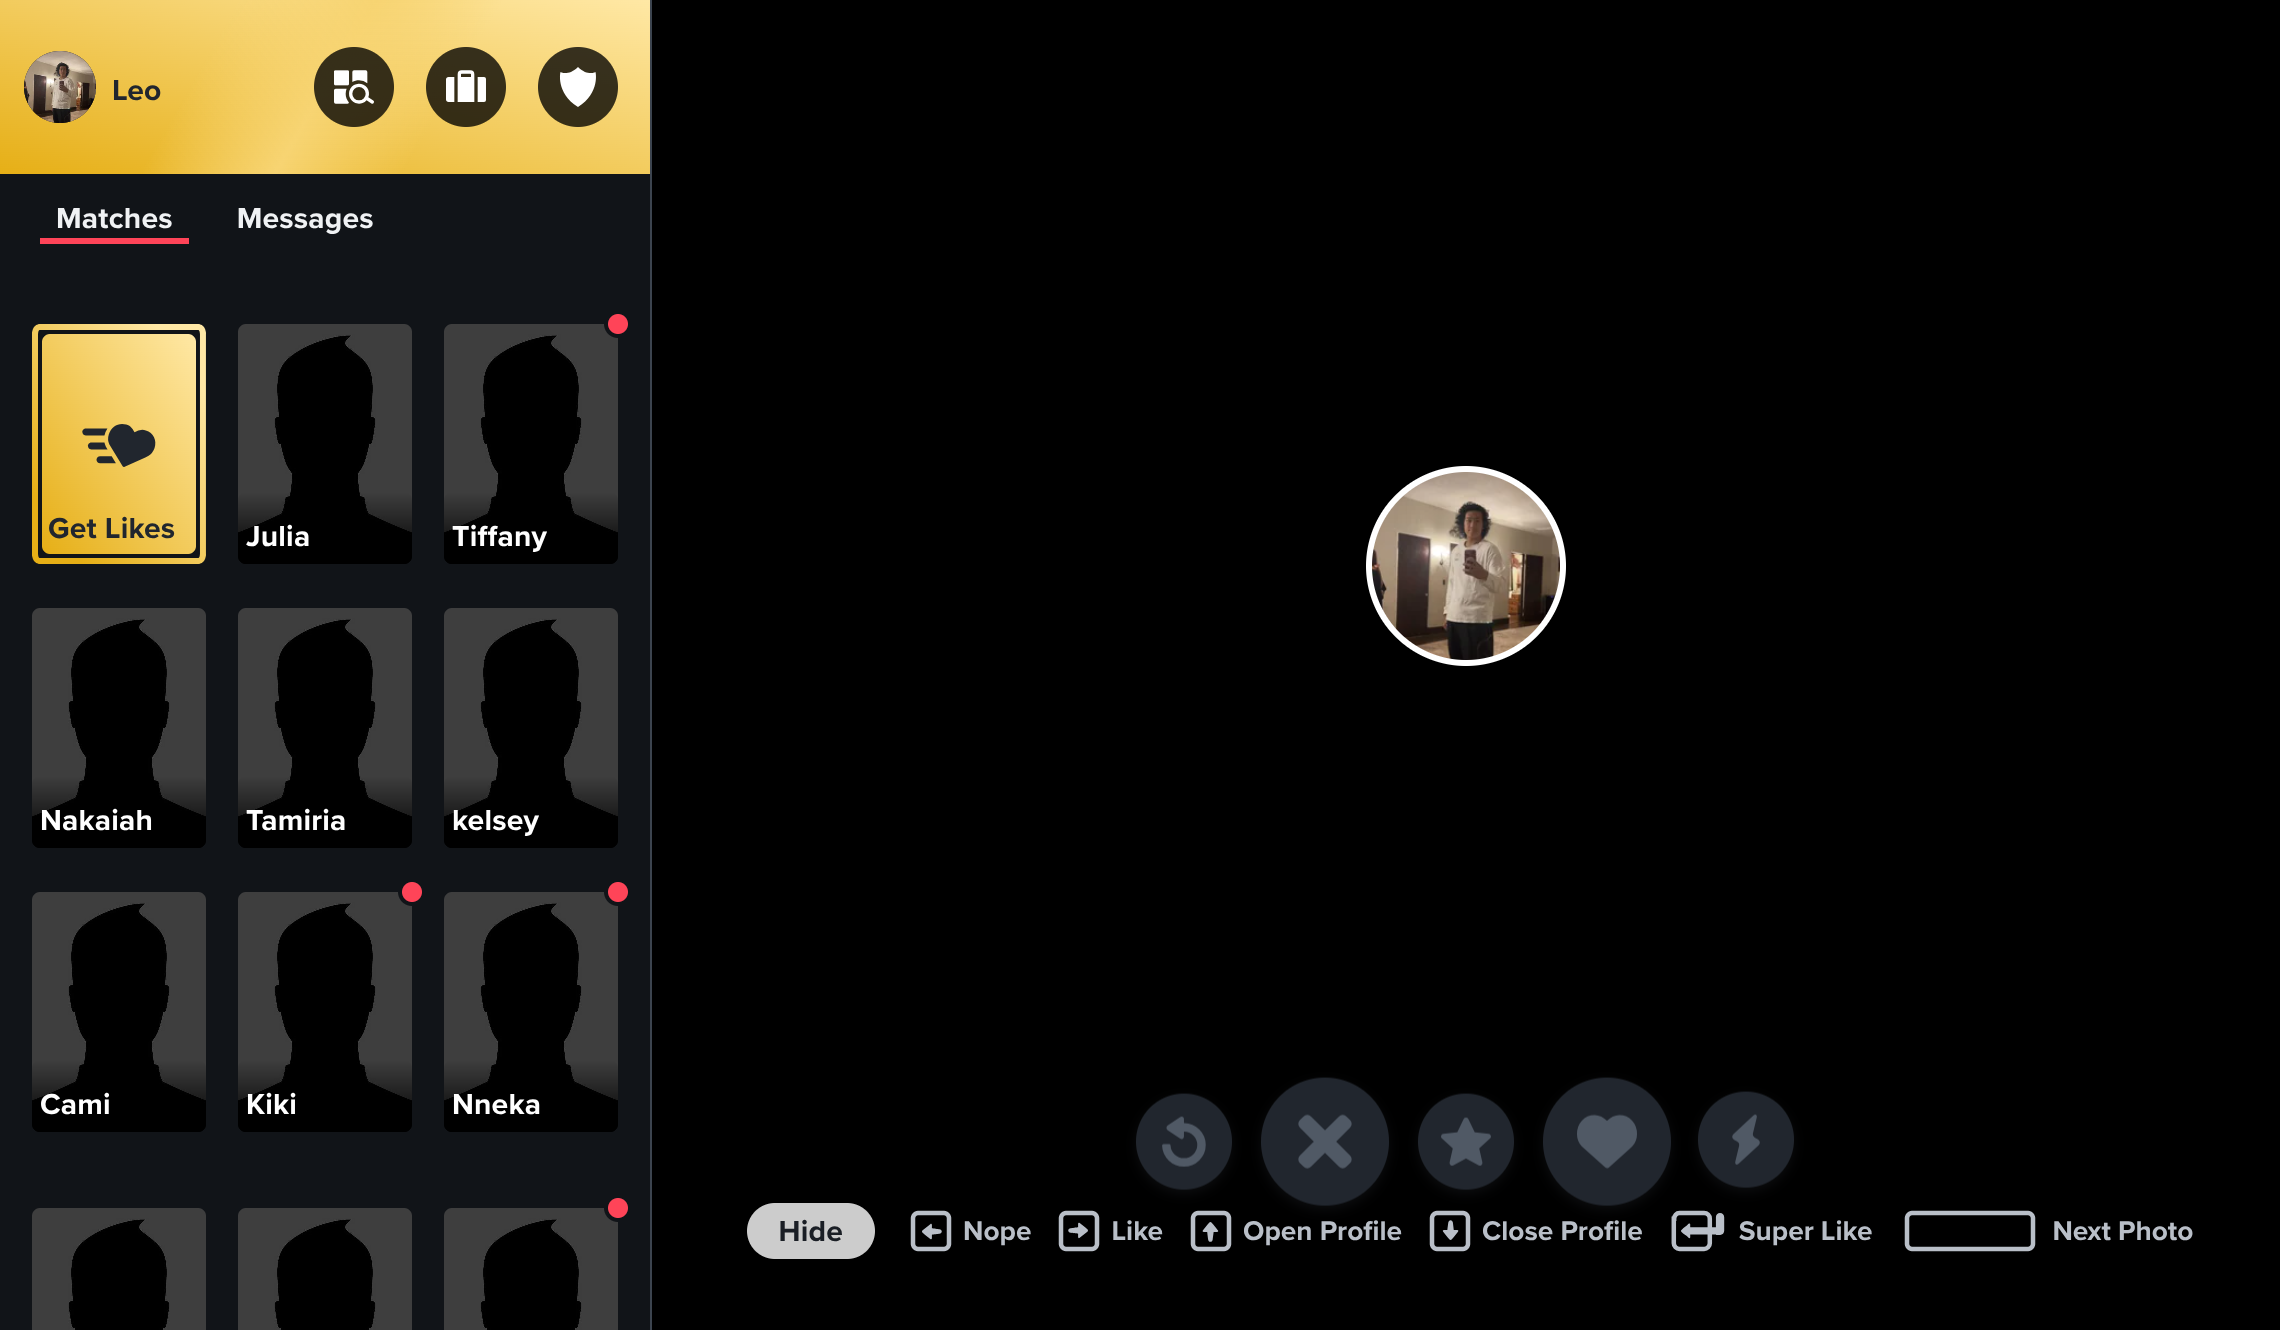 Leo
Matches
Messages
Get Likes
Julia
Tiffany
Nakaiah
Tamiria
kelsey
Cami
Kiki
Nneka
Hide
Nope
Like
Open Profile
Close Profile
Super Like
Next Photo